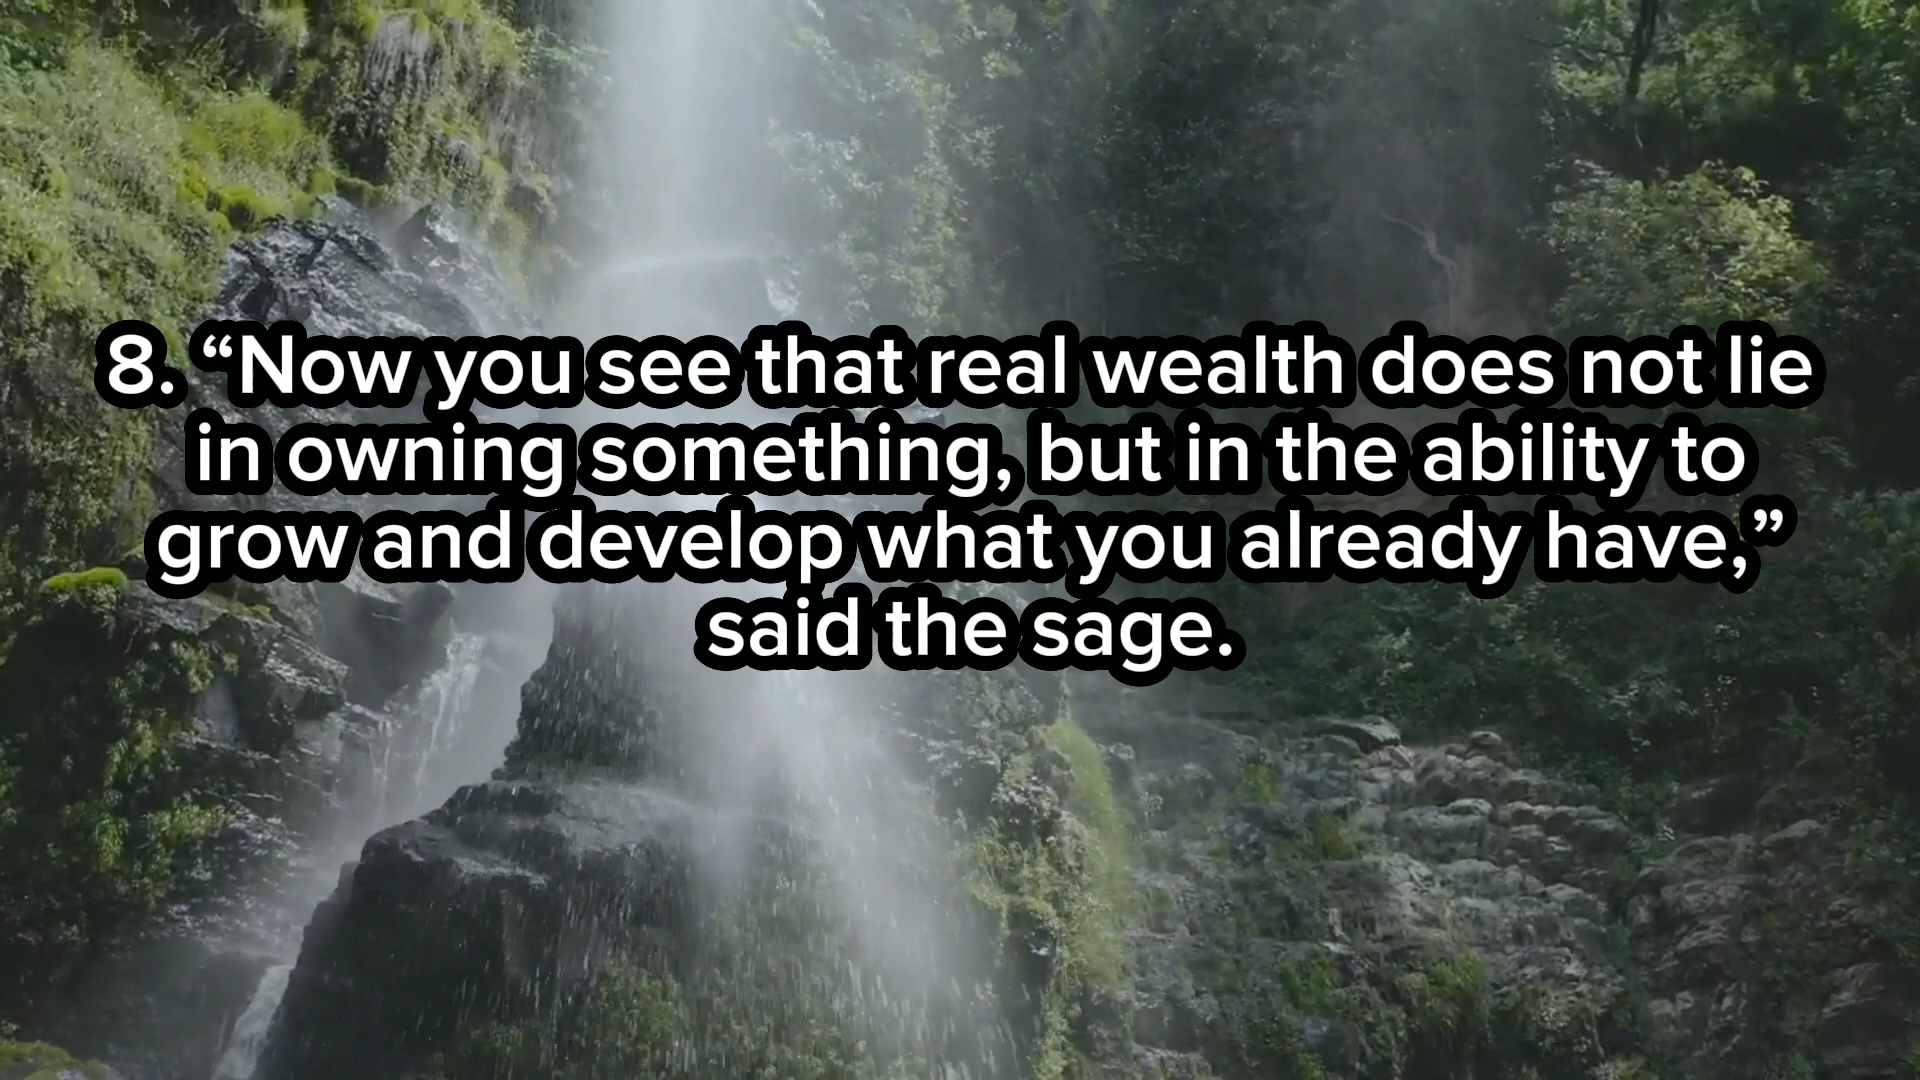 8. “Now you see that real wealth does not lie
in owning something, but in the ability to
grow and develop what you already have,”
said the sage.